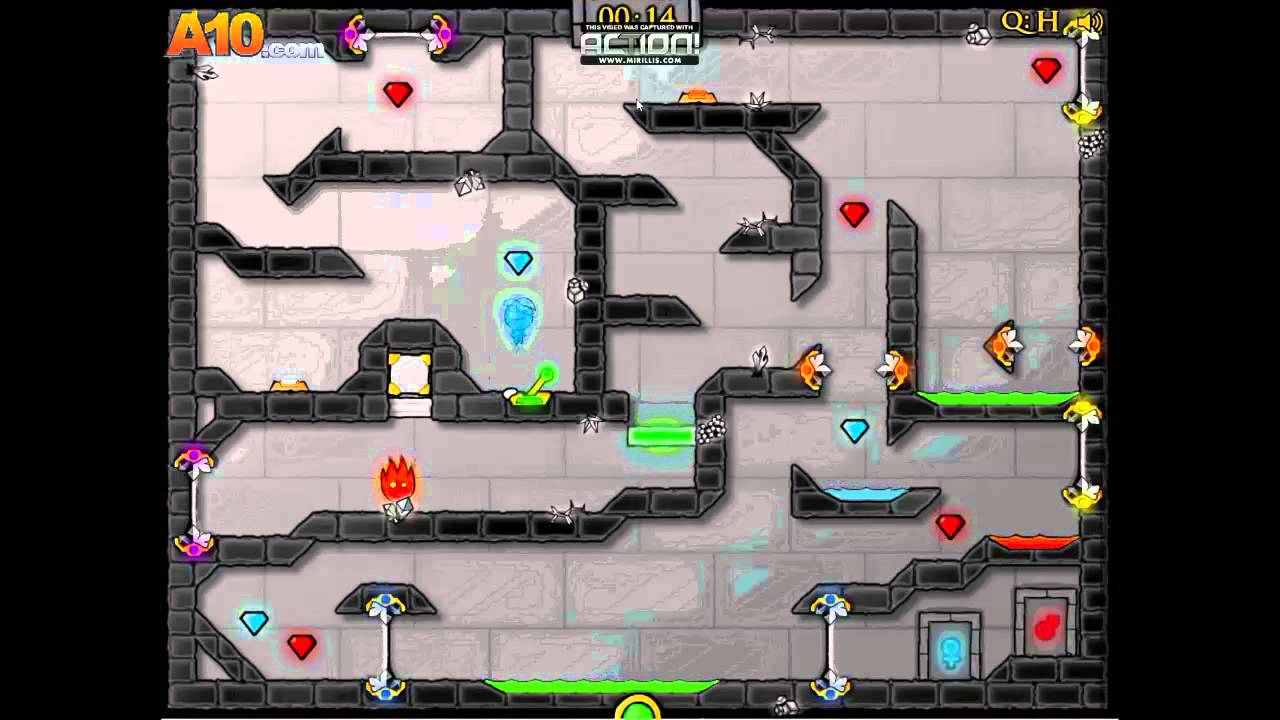 A10.com
00:14
Q:H
THIS VIDEO WAS CAPTURED WITH
ACTION!
WWW.MIRILLIS.COM